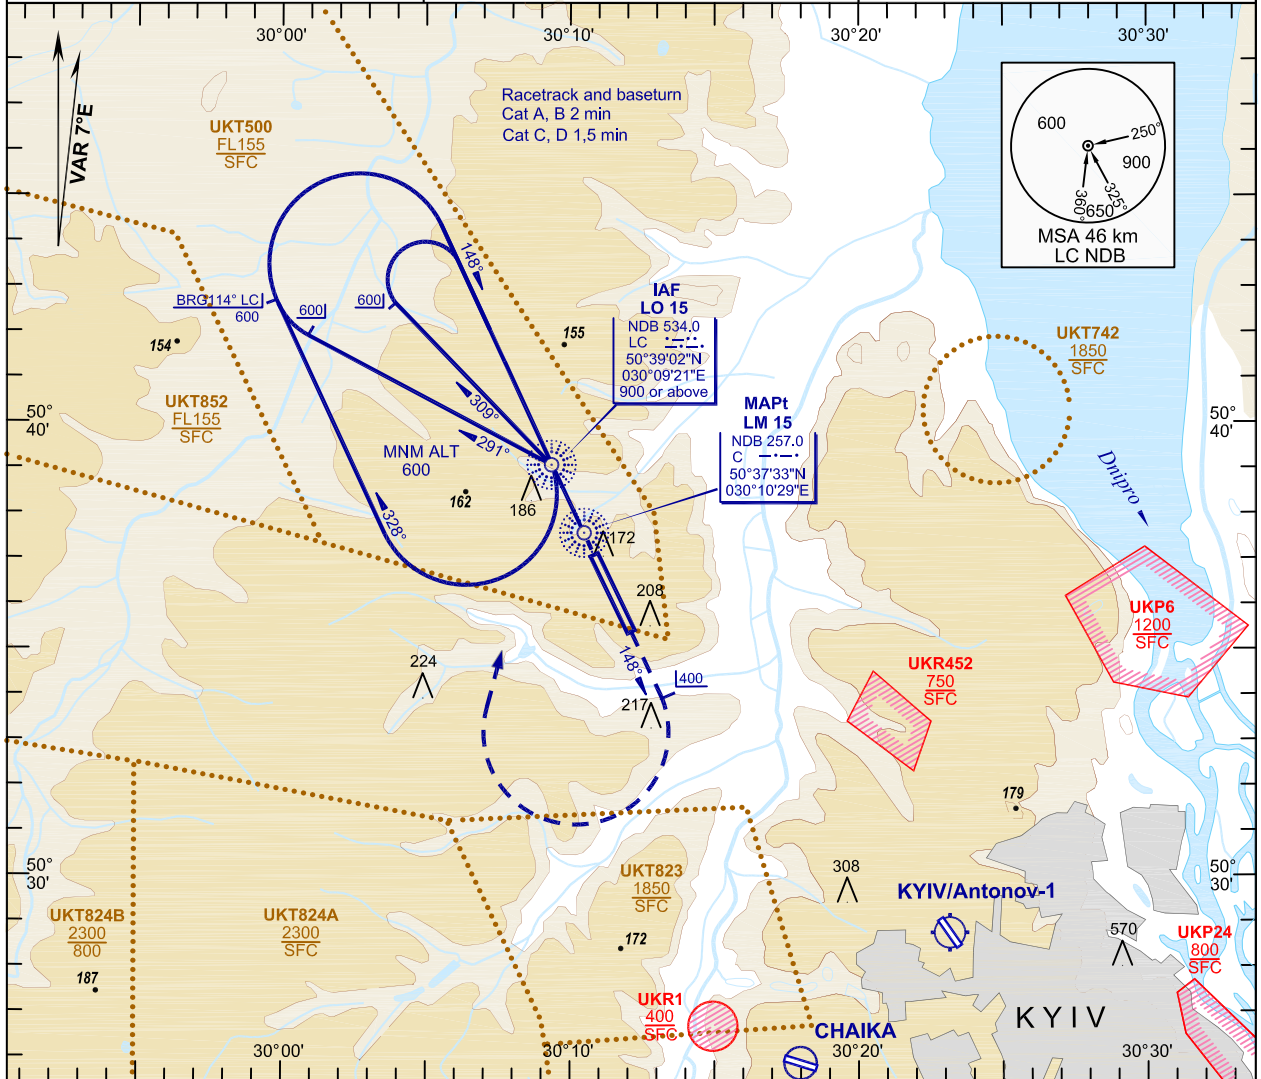 30°00'
30°10'
30°20'
30°30'
VAR 7°E
UKT500
FL155
SFC
Racetrack and baseturn
Cat A, B 2 min
Cat C, D 1,5 min
600
250°
900
325°
360°
650
MSA 46 km
LC NDB
148°
BRG114° LC
600
600
600
IAF
LO 15
NDB 534.0
LC
50°39'02"N
030°09'21"E
900 or above
154
155
UKT742
1850
SFC
UKT852
FL155
SFC
MAPt
LM 15
NDB 257.0
C
50°37'33"N
030°10'29"E
50°
40'
50°
40'
309°
291°
MNM ALT
600
162
186
328°
172
Dnipro
208
UKP6
1200
SFC
148°
224
400
217
UKR452
750
SFC
179
50°
30'
50°
30'
308
UKT823
1850
SFC
KYIV/Antonov-1
UKT824B
2300
800
UKT824A
2300
SFC
172
570
UKP24
800
SFC
187
UKR1
400
SFC
KYIV
CHAIKA
30°00'
30°10'
30°20'
30°30'